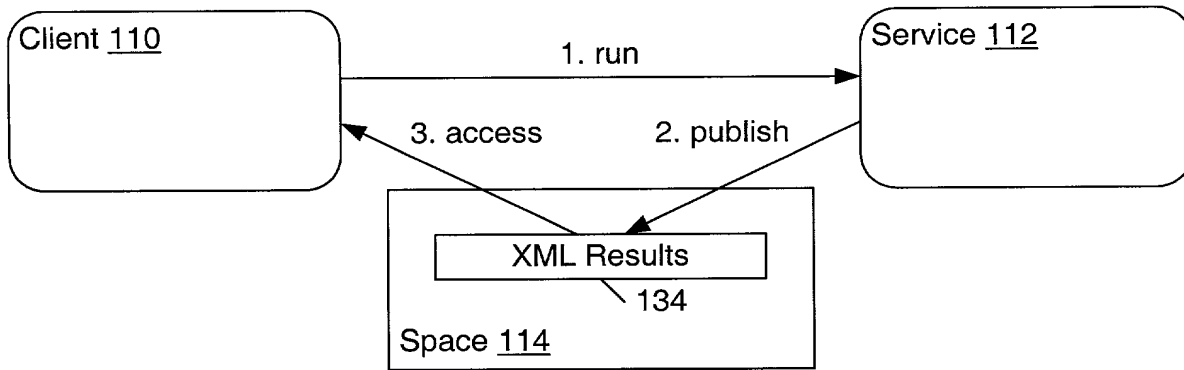 Client 110
Service 112
1. run
3. access
2. publish
XML Results
134
Space 114